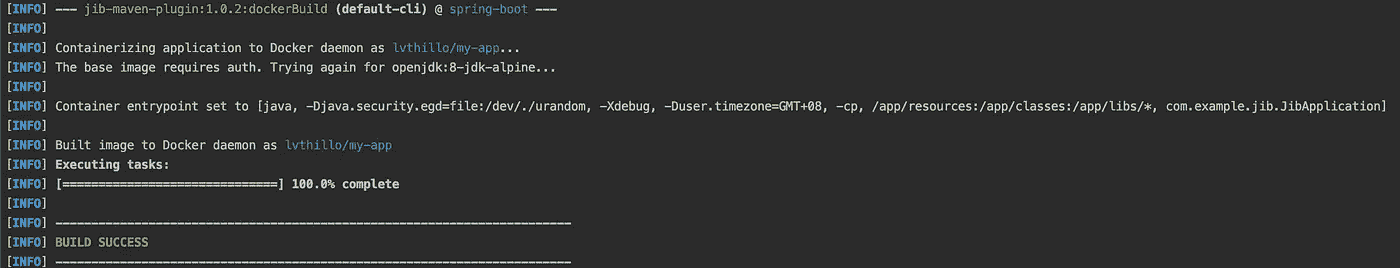 [INFO] --- jib-maven-plugin:1.0.2:dockerBuild (default-cli) @ spring-boot ---
[INFO]
[INFO] Containerizing application to Docker daemon as lvthillo/my-app...
[INFO] The base image requires auth. Trying again for openjdk:8-jdk-alpine...
[INFO]
[INFO] Container entrypoint set to [java, -Djava.security.egd=file:/dev/./urandom, -Xdebug, -Duser.timezone=GMT+08, -cp, /app/resources:/app/classes:/app/libs/*, com.example.jib.JibApplication]
[INFO]
[INFO] Built image to Docker daemon as lvthillo/my-app
[INFO] Executing tasks:
[INFO] [==============================] 100.0% complete
[INFO]
[INFO] ------------------------------------------------------------------------
[INFO] BUILD SUCCESS
[INFO] ------------------------------------------------------------------------